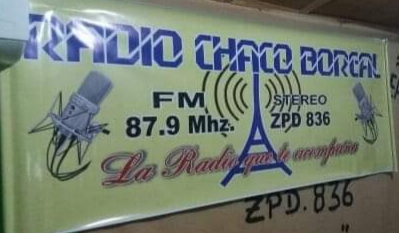 RADIO CHACO BOREAL
FM
STEREO
87.9 Mhz.
ZPD 836
La Radio que te acompaña
ZPD.836